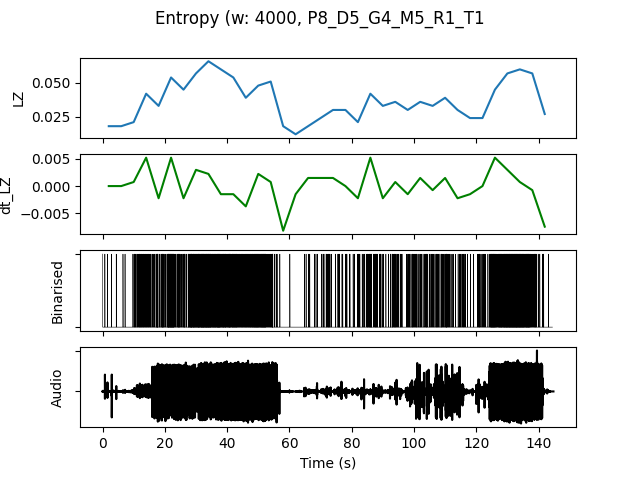 Entropy (w: 4000, P8_D5_G4_M5_R1_T1
LZ
0.050
0.025
dt_LZ
0.005
0.000
−0.005
Binarised
Audio
0 20 40 60 80 100 120 140
Time (s)